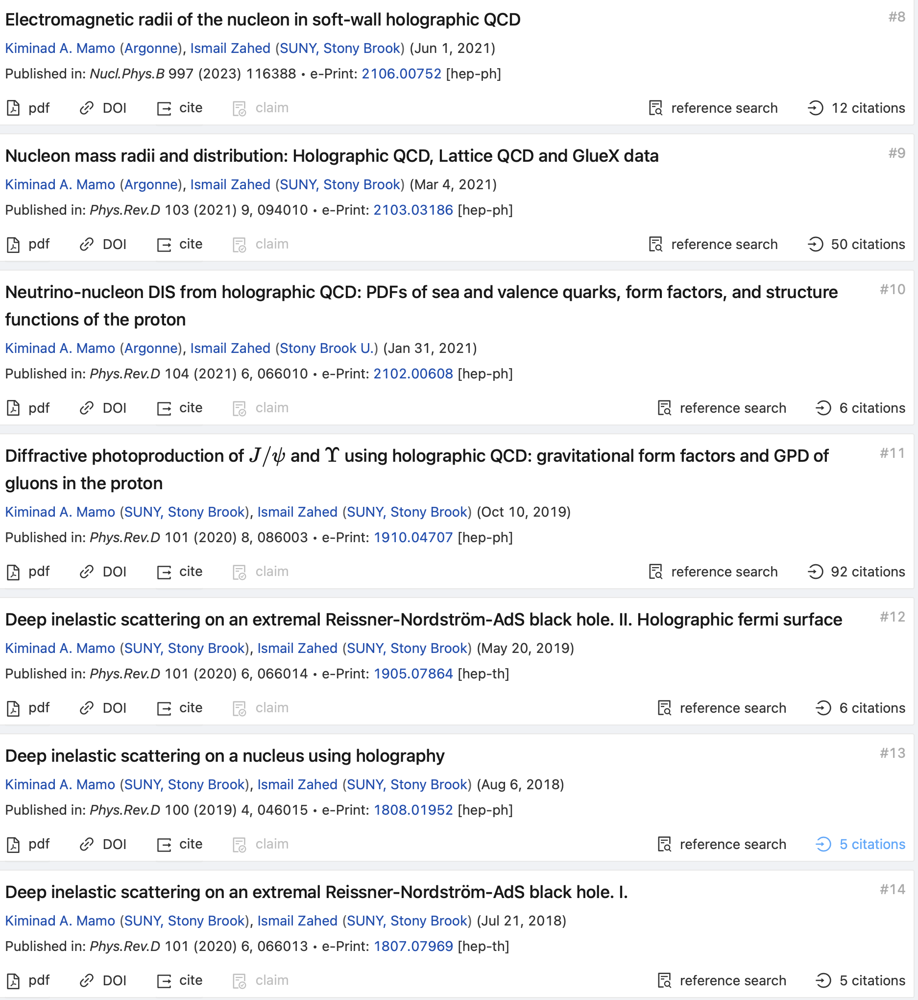 Electromagnetic radii of the nucleon in soft-wall holographic QCD #8
Kiminad A. Mamo (Argonne), Ismail Zahed (SUNY, Stony Brook) (Jun 1, 2021)
Published in: Nucl.Phys.B 997 (2023) 116388 • e-Print: 2106.00752 [hep-ph]
pdf DOI cite claim reference search 12 citations
Nucleon mass radii and distribution: Holographic QCD, Lattice QCD and GlueX data #9
Kiminad A. Mamo (Argonne), Ismail Zahed (SUNY, Stony Brook) (Mar 4, 2021)
Published in: Phys.Rev.D 103 (2021) 9, 094010 • e-Print: 2103.03186 [hep-ph]
pdf DOI cite claim reference search 50 citations
Neutrino-nucleon DIS from holographic QCD: PDFs of sea and valence quarks, form factors, and structure #10
functions of the proton
Kiminad A. Mamo (Argonne), Ismail Zahed (Stony Brook U.) (Jan 31, 2021)
Published in: Phys.Rev.D 104 (2021) 6, 066010 • e-Print: 2102.00608 [hep-ph]
pdf DOI cite claim reference search 6 citations
Diffractive photoproduction of J/ψ and ϒ using holographic QCD: gravitational form factors and GPD of #11
gluons in the proton
Kiminad A. Mamo (SUNY, Stony Brook), Ismail Zahed (SUNY, Stony Brook) (Oct 10, 2019)
Published in: Phys.Rev.D 101 (2020) 8, 086003 • e-Print: 1910.04707 [hep-ph]
pdf DOI cite claim reference search 92 citations
Deep inelastic scattering on an extremal Reissner-Nordström-AdS black hole. II. Holographic fermi surface #12
Kiminad A. Mamo (SUNY, Stony Brook), Ismail Zahed (SUNY, Stony Brook) (May 20, 2019)
Published in: Phys.Rev.D 101 (2020) 6, 066014 • e-Print: 1905.07864 [hep-th]
pdf DOI cite claim reference search 6 citations
Deep inelastic scattering on a nucleus using holography #13
Kiminad A. Mamo (SUNY, Stony Brook), Ismail Zahed (SUNY, Stony Brook) (Aug 6, 2018)
Published in: Phys.Rev.D 100 (2019) 4, 046015 • e-Print: 1808.01952 [hep-ph]
pdf DOI cite claim reference search 5 citations
Deep inelastic scattering on an extremal Reissner-Nordström-AdS black hole. I. #14
Kiminad A. Mamo (SUNY, Stony Brook), Ismail Zahed (SUNY, Stony Brook) (Jul 21, 2018)
Published in: Phys.Rev.D 101 (2020) 6, 066013 • e-Print: 1807.07969 [hep-th]
pdf DOI cite claim reference search 5 citations